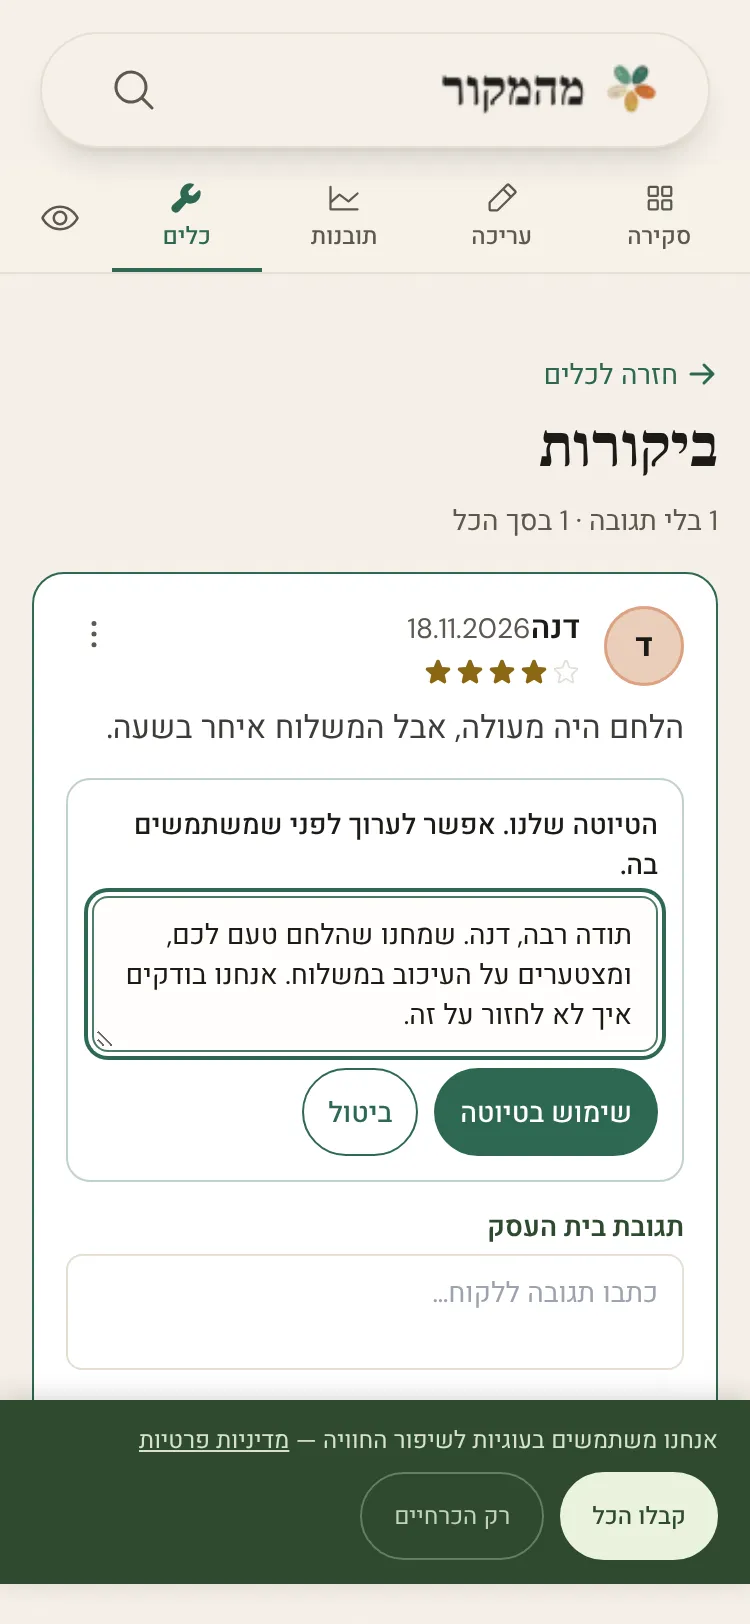 מהמקור
סקירה
עריכה
תובנות
כלים
חזרה לכלים
ביקורות
1 בלי תגובה · 1 בסך הכל
ד
דנה 18.11.2026
הלחם היה מעולה, אבל המשלוח איחר בשעה.
הטיוטה שלנו. אפשר לערוך לפני שמשתמשים
בה.
תודה רבה, דנה. שמחנו שהלחם טעם לכם,
ומצטערים על העיכוב במשלוח. אנחנו בודקים
איך לא לחזור על זה.
שימוש בטיוטה
ביטול
תגובת בית העסק
כתבו תגובה ללקוח...
אנחנו משתמשים בעוגיות לשיפור החוויה — מדיניות פרטיות
קבלו הכל
רק הכרחיים